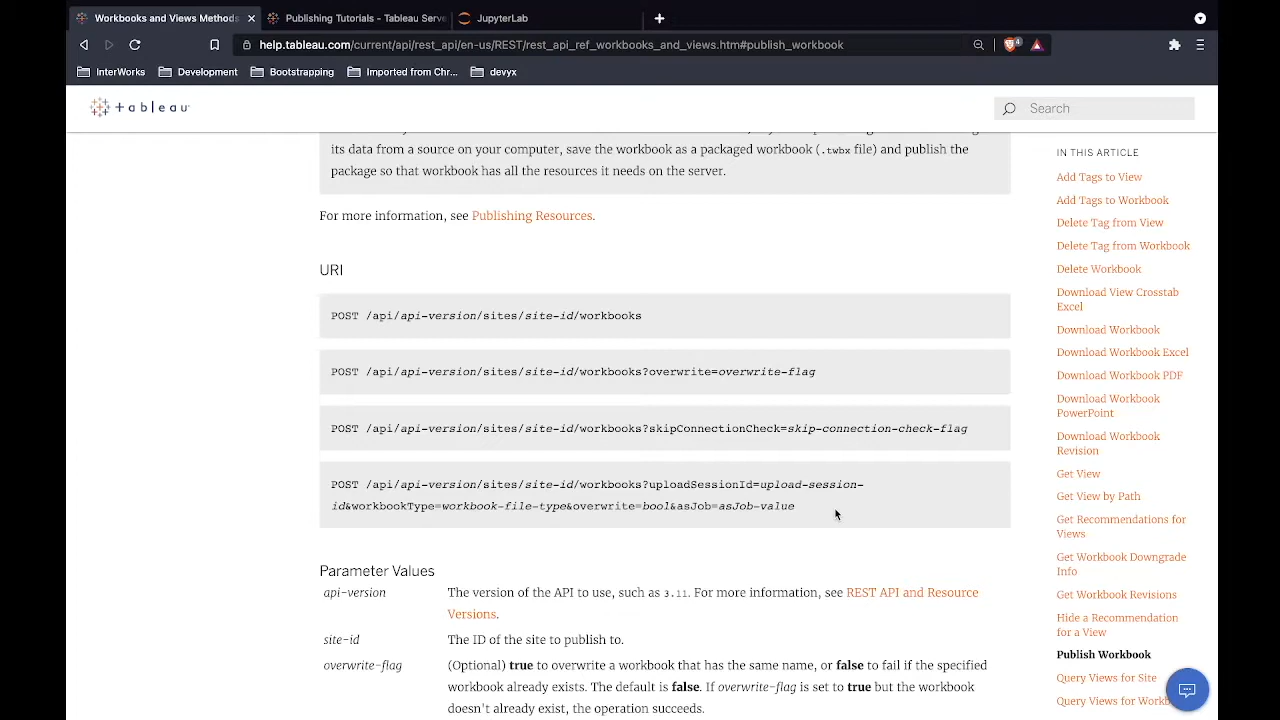 Workbooks and Views Methods
Publishing Tutorials - Tableau Serve
JupyterLab
help.tableau.com/current/api/rest_api/en-us/REST/rest_api_ref_workbooks_and_views.htm#publish_workbook
4
InterWorks
Development
Bootstrapping
Imported from Chr...
devyx
tableau
Search
its data from a source on your computer, save the workbook as a packaged workbook (.twbx file) and publish the
package so that workbook has all the resources it needs on the server.
For more information, see Publishing Resources.
URI
POST /api/api-version/sites/site-id/workbooks
POST /api/api-version/sites/site-id/workbooks?overwrite=overwrite-flag
POST /api/api-version/sites/site-id/workbooks?skipConnectionCheck=skip-connection-check-flag
POST /api/api-version/sites/site-id/workbooks?uploadSessionId=upload-session-
id&workbookType=workbook-file-type&overwrite=bool&asJob=asJob-value
Parameter Values
api-version
The version of the API to use, such as 3.11. For more information, see REST API and Resource
Versions.
site-id
The ID of the site to publish to.
overwrite-flag
(Optional) true to overwrite a workbook that has the same name, or false to fail if the specified
workbook already exists. The default is false. If overwrite-flag is set to true but the workbook
doesn't already exist, the operation succeeds.
IN THIS ARTICLE
Add Tags to View
Add Tags to Workbook
Delete Tag from View
Delete Tag from Workbook
Delete Workbook
Download View Crosstab
Excel
Download Workbook
Download Workbook Excel
Download Workbook PDF
Download Workbook
PowerPoint
Download Workbook
Revision
Get View
Get View by Path
Get Recommendations for
Views
Get Workbook Downgrade
Info
Get Workbook Revisions
Hide a Recommendation
for a View
Publish Workbook
Query Views for Site
Query Views for Workb